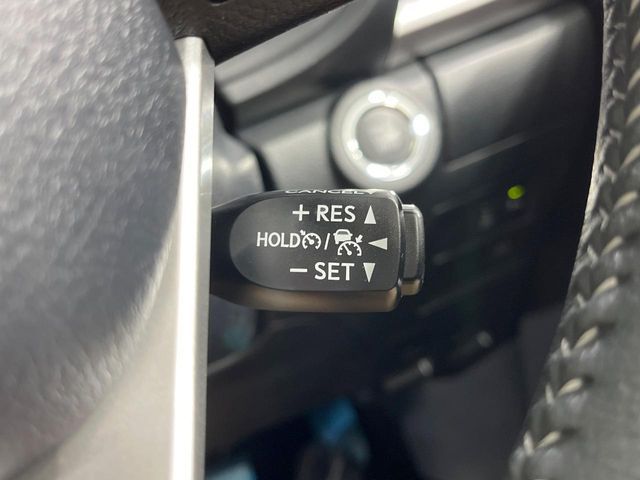 CANCEL
+ RES
HOLD /
− SET